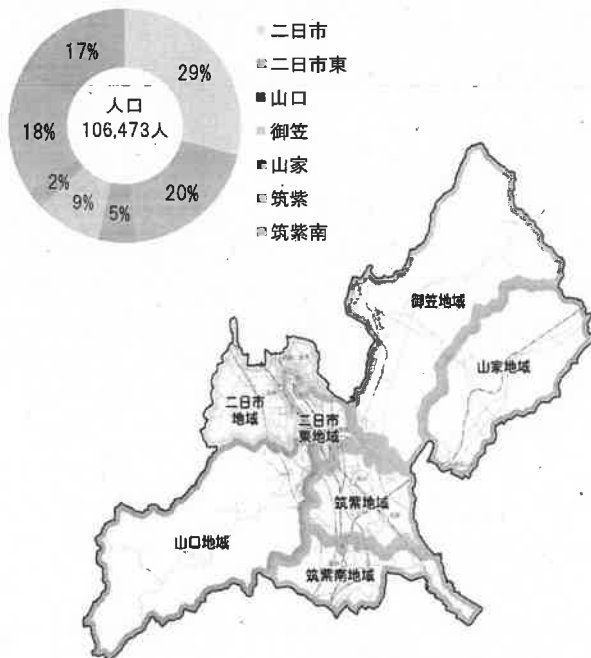 17%
29%
人口
106,473人
18%
20%
2%
9%
5%
二日市
二日市東
山口
御笠
山家
筑紫
筑紫南
御笠地域
山家地域
二日市
地域
二日市
東地域
筑紫地域
山口地域
筑紫南地域